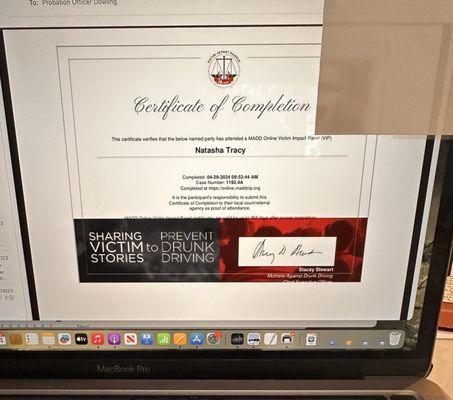 To: Probation Officer Dowling
Certificate of Completion
This certificate verifies that the below named party has attended a MADD Online Victim Impact Panel (VIP)
Natasha Tracy
Completed: 04-29-2024 09:53:44 AM
Case Number: 1192.4A
Completed at https://online.maddvip.org
It is the participant's responsibility to submit this
Certificate of Completion to their local court/referral
agency as proof of attendance.
SHARING
VICTIM
STORIES
to
PREVENT
DRUNK
DRIVING
Stacey Stewart
Mothers Against Drunk Driving
Chief Executive Officer
Next
MacBook Pro